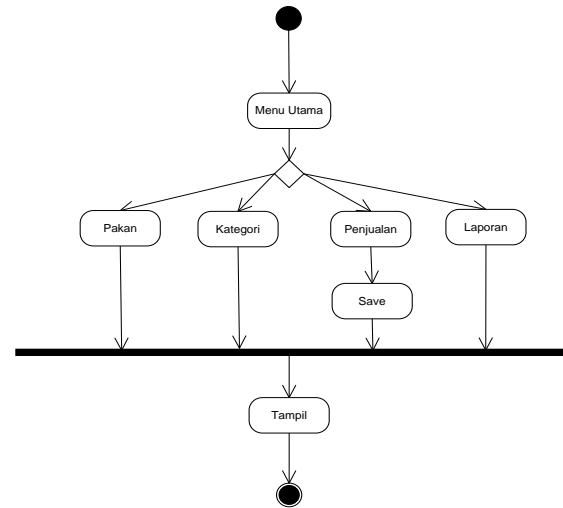 Menu Utama
Pakan
Kategori
Penjualan
Laporan
Save
Tampil